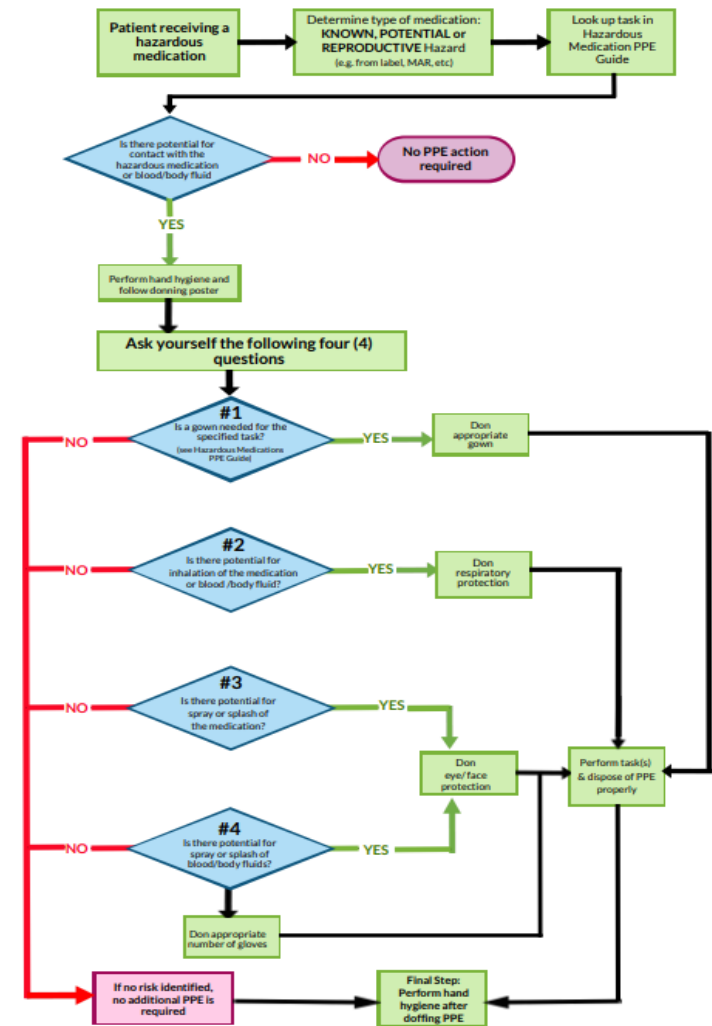 Patient receiving a
hazardous
medication
Determine type of medication:
KNOWN, POTENTIAL or
REPRODUCTIVE Hazard
(e.g. from label, MAR, etc)
Look up task in
Hazardous
Medication PPE
Guide
Is there potential for
contact with the
hazardous medication
or blood/body fluid
NO
No PPE action
required
YES
Perform hand hygiene and
follow donning poster
Ask yourself the following four (4)
questions
#1
Is a gown needed for the
specified task?
(see Hazardous Medications
PPE Guide)
NO
YES
Don
appropriate
gown
#2
Is there potential for
inhalation of the medication
or blood /body fluid?
NO
YES
Don
respiratory
protection
#3
Is there potential for
spray or splash of
the medication?
NO
YES
Don
eye/face
protection
Perform task(s)
& dispose of PPE
properly
#4
Is there potential for
spray or splash of
blood/body fluids?
NO
YES
Don appropriate
number of gloves
If no risk identified,
no additional PPE is
required
Final Step:
Perform hand
hygiene after
doffing PPE